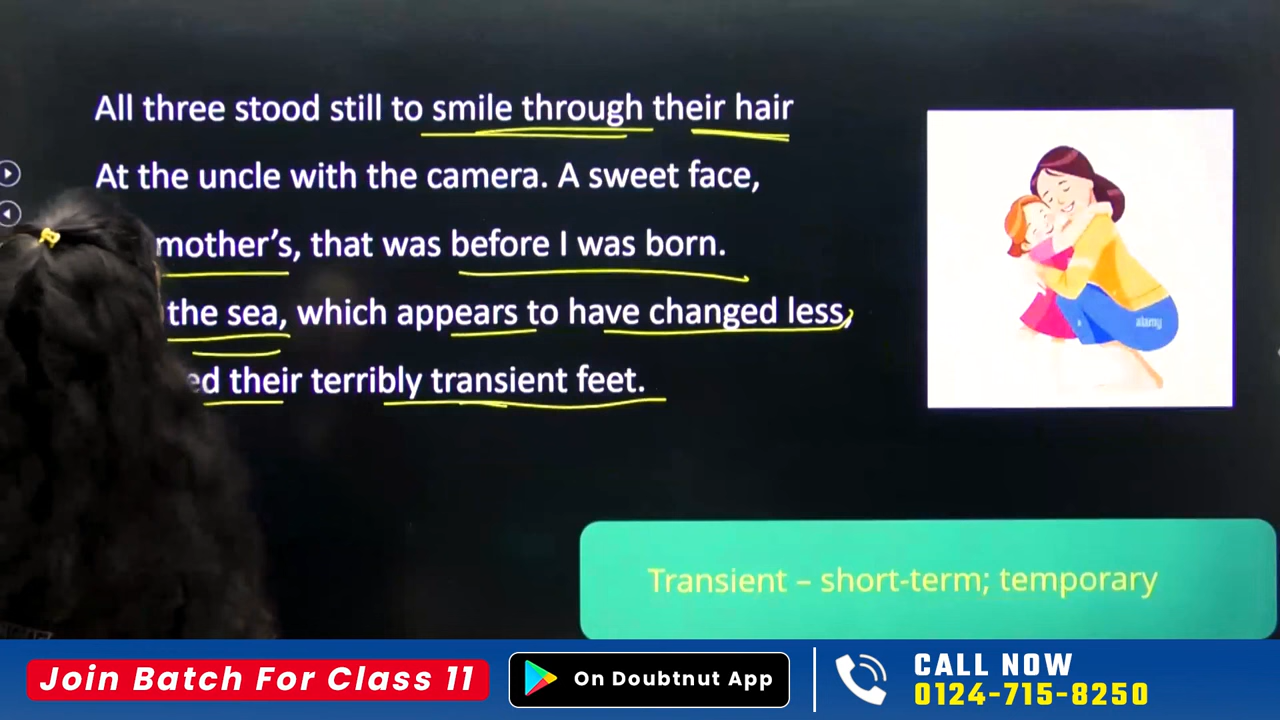 All three stood still to smile through their hair
At the uncle with the camera. A sweet face,
mother's, that was before I was born.
the sea, which appears to have changed less,
their terribly transient feet.
alamy
Transient – short-term; temporary
Join Batch For Class 11
On Doubtnut App
CALL NOW
0124-715-8250